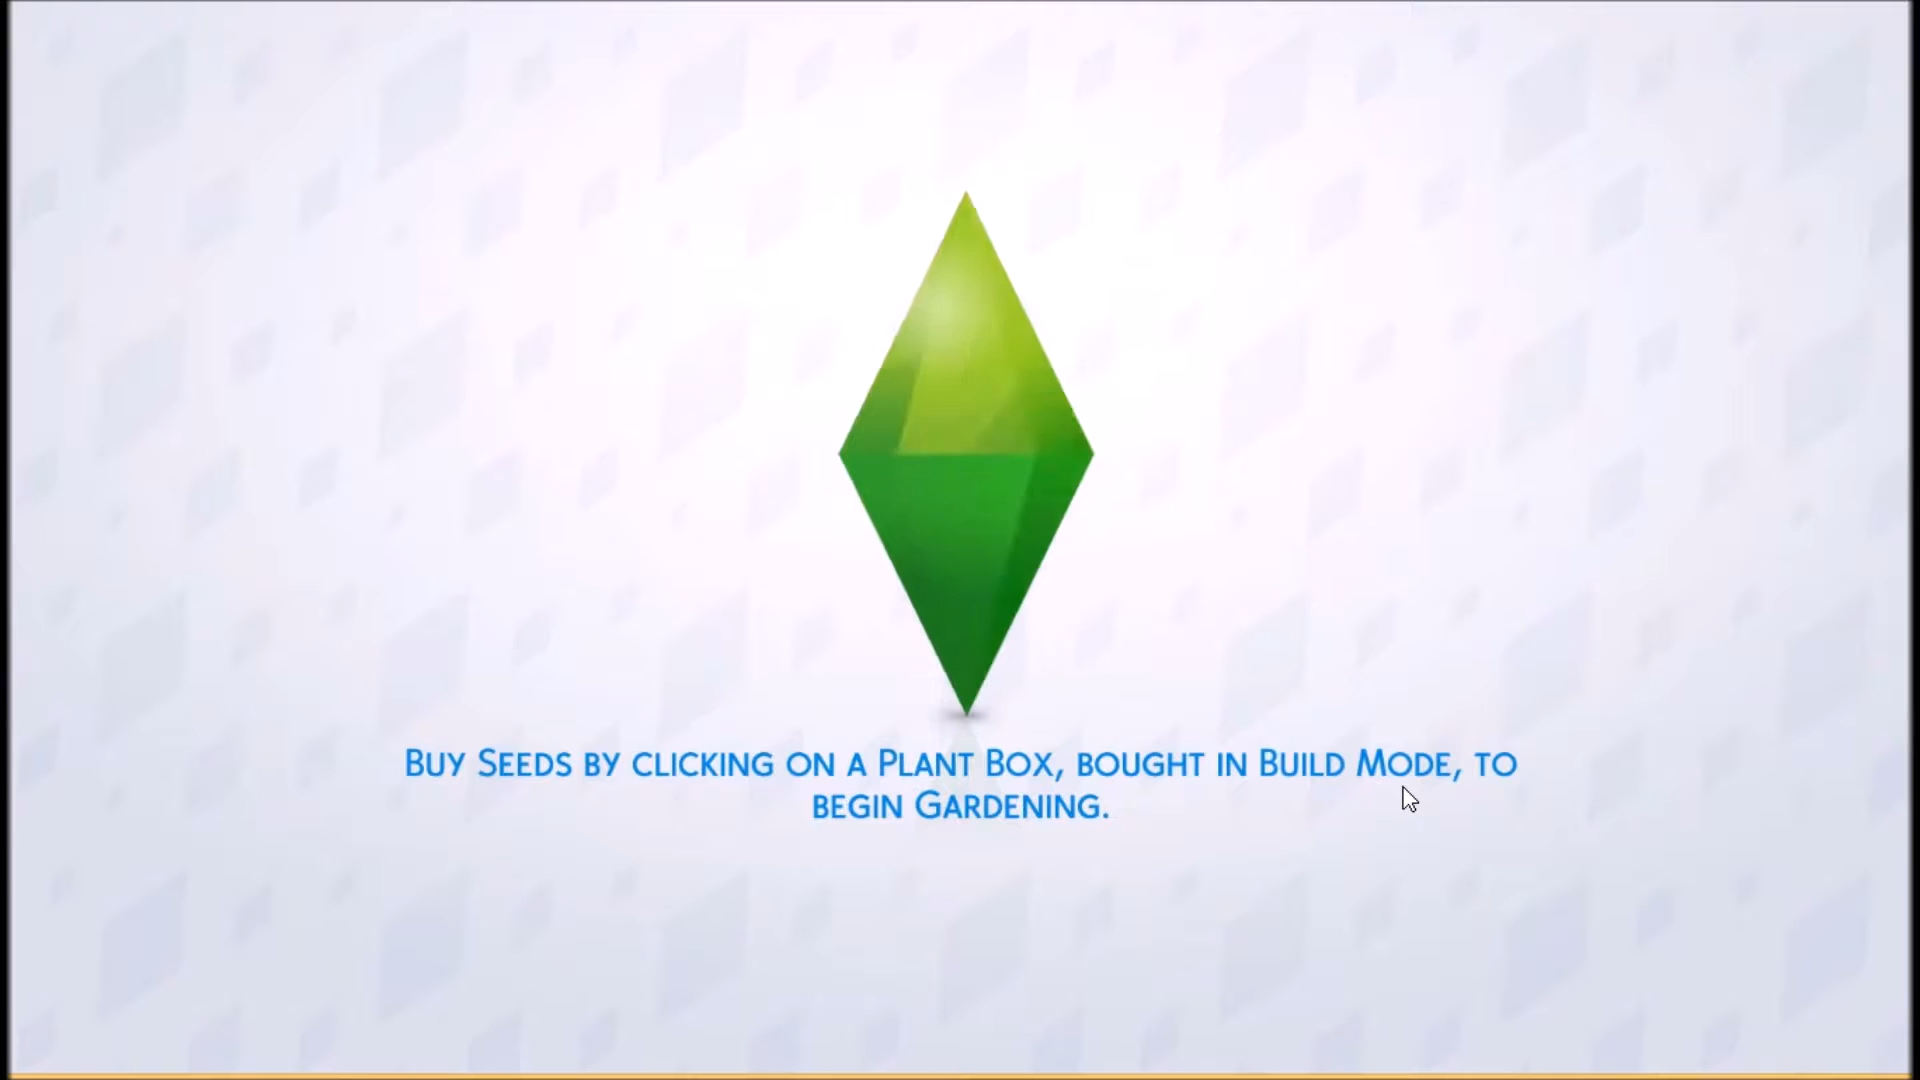 Buy Seeds by clicking on a Plant Box, bought in Build Mode, to
begin Gardening.